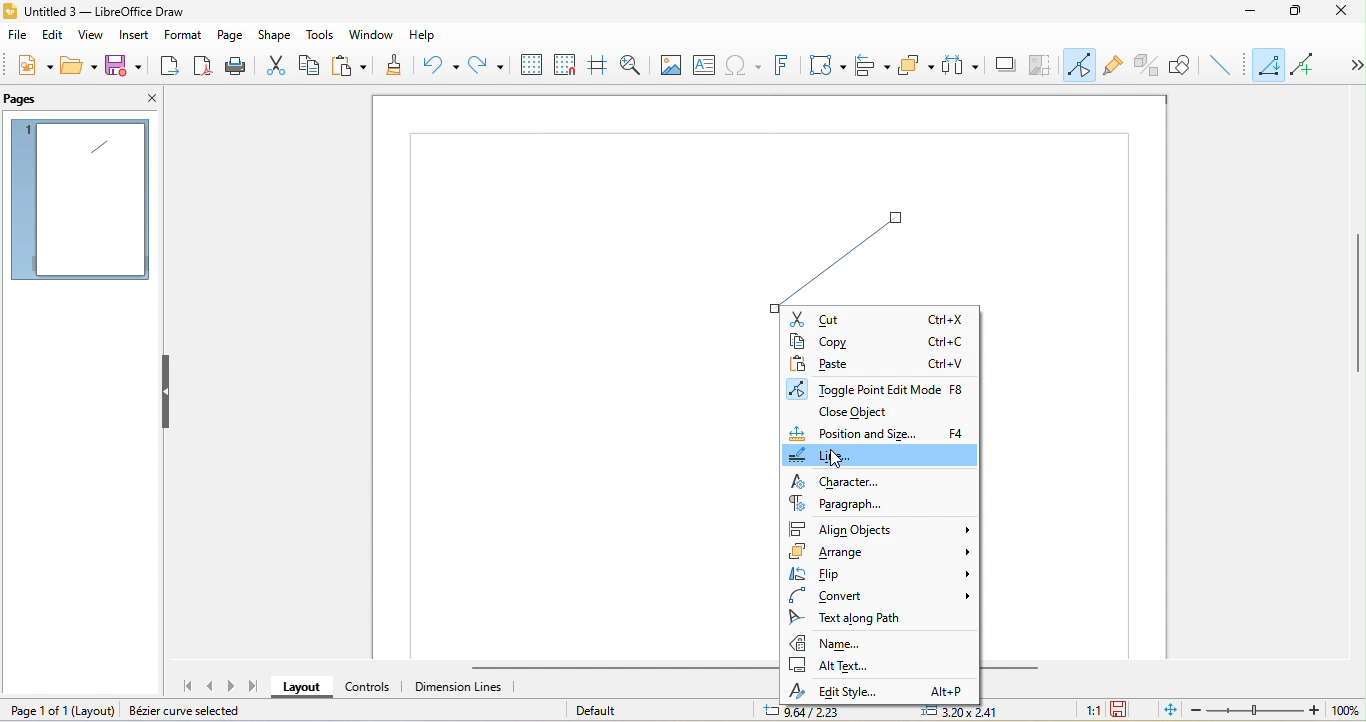 Untitled 3 — LibreOffice Draw
File Edit View Insert Format Page Shape Tools Window Help
Pages
1
Cut Ctrl+X
Copy Ctrl+C
Paste Ctrl+V
Toggle Point Edit Mode F8
Close Object
Position and Size... F4
Character...
Paragraph...
Align Objects
Arrange
Flip
Convert
Text along Path
Name...
Alt Text...
Edit Style... Alt+P
Layout Controls Dimension Lines
Page 1 of 1 (Layout) Bézier curve selected Default 9.64 / 2.23 3.20 x 2.41 1:1 100%